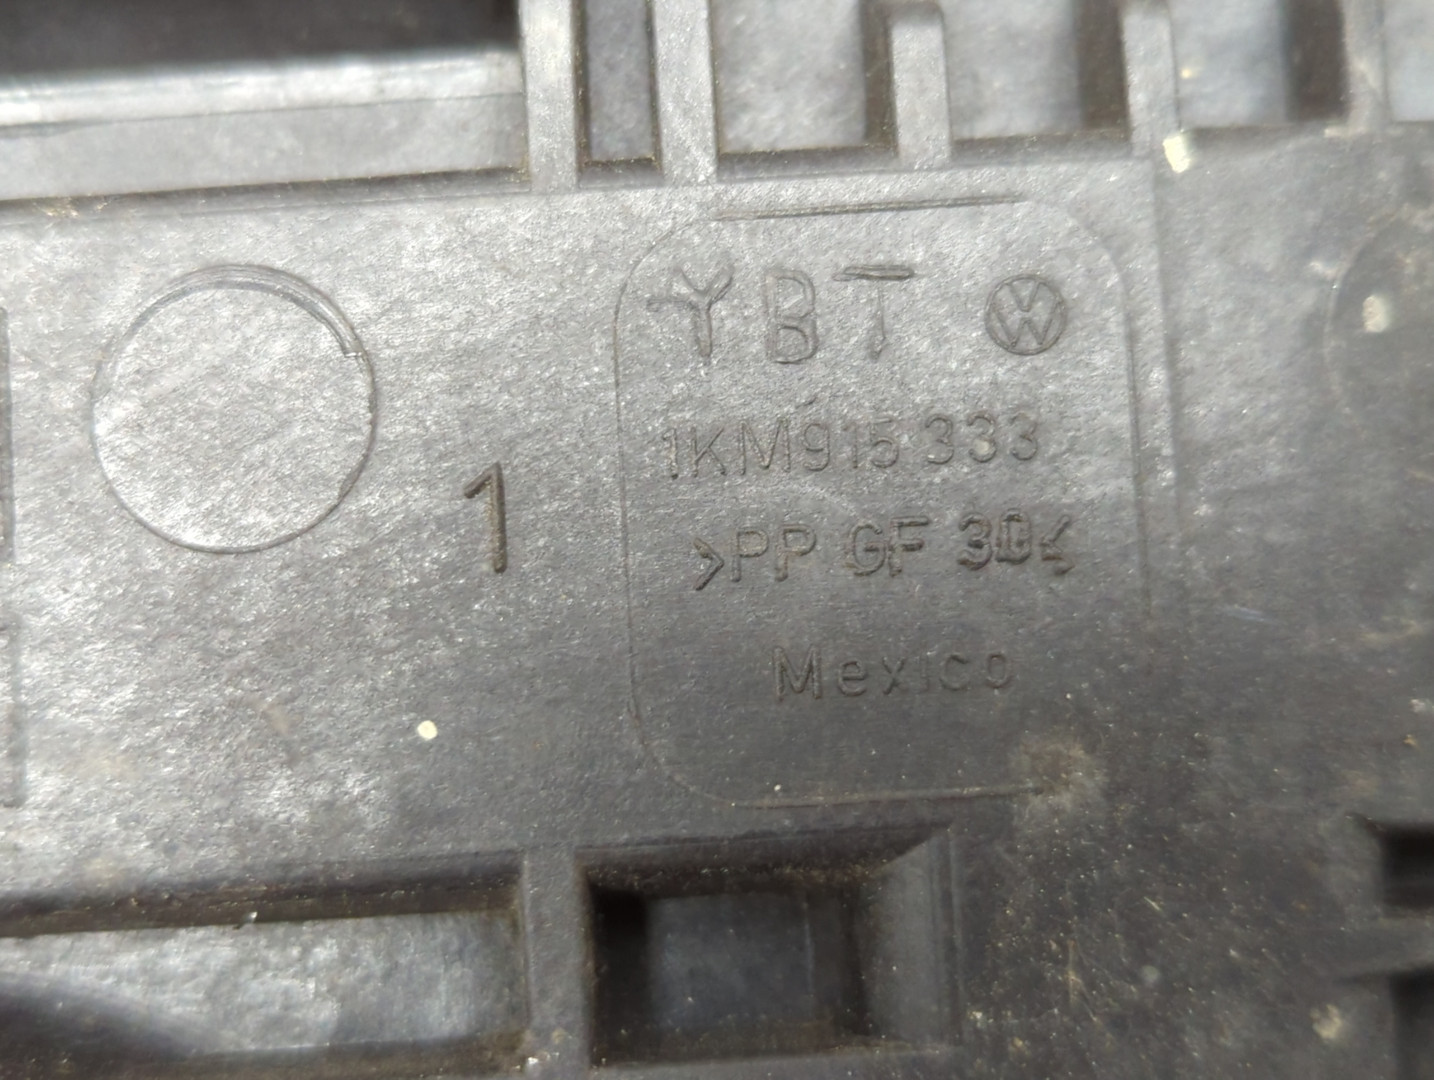 YBT
1KM915333
>PP GF 30<
Mexico
1